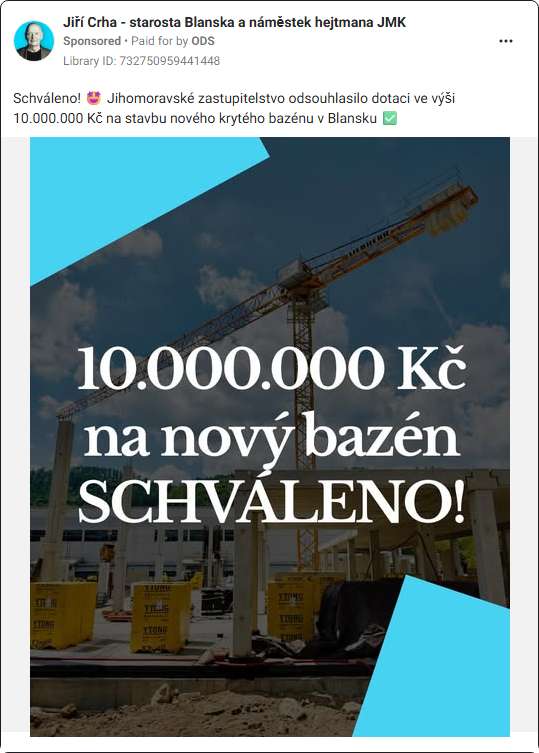 Jiří Crha - starosta Blanska a náměstek hejtmana JMK
Sponsored • Paid for by ODS
Library ID: 732750959441448
Schváleno! 🤩 Jihomoravské zastupitelstvo odsouhlasilo dotaci ve výši
10.000.000 Kč na stavbu nového krytého bazénu v Blansku ✅
LIEBHERR
10.000.000 Kč
na nový bazén
SCHVÁLENO!
YTONG
YTONG
YTONG